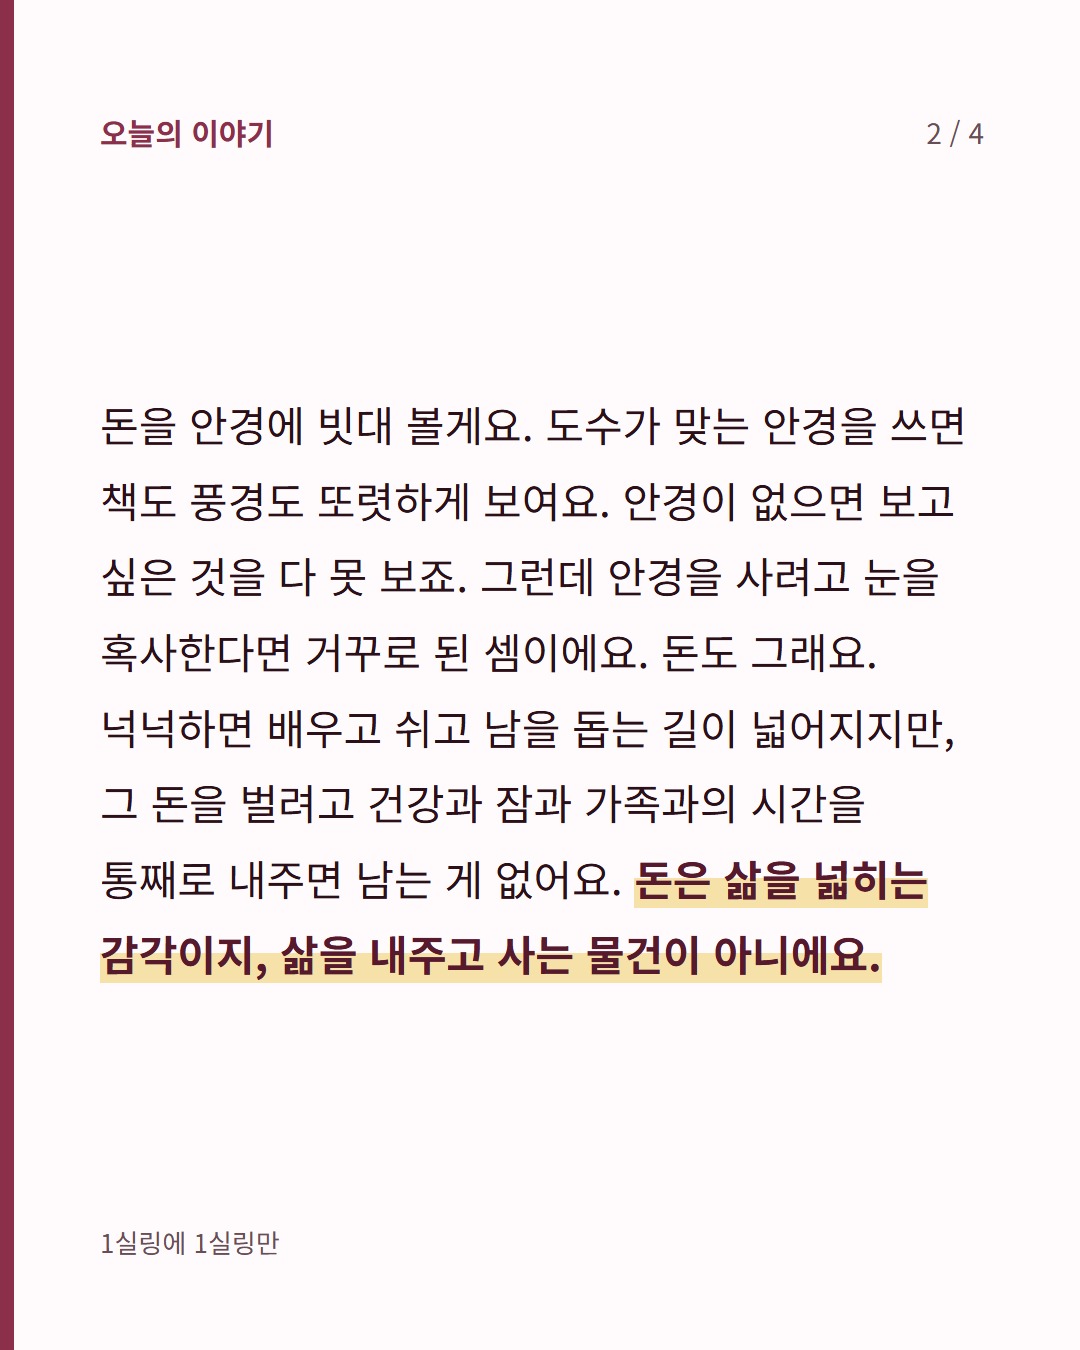 오늘의 이야기
2 / 4
돈을 안경에 빗대 볼게요. 도수가 맞는 안경을 쓰면
책도 풍경도 또렷하게 보여요. 안경이 없으면 보고
싶은 것을 다 못 보죠. 그런데 안경을 사려고 눈을
혹사한다면 거꾸로 된 셈이에요. 돈도 그래요.
넉넉하면 배우고 쉬고 남을 돕는 길이 넓어지지만,
그 돈을 벌려고 건강과 잠과 가족과의 시간을
통째로 내주면 남는 게 없어요. 돈은 삶을 넓히는
감각이지, 삶을 내주고 사는 물건이 아니에요.
1실링에 1실링만